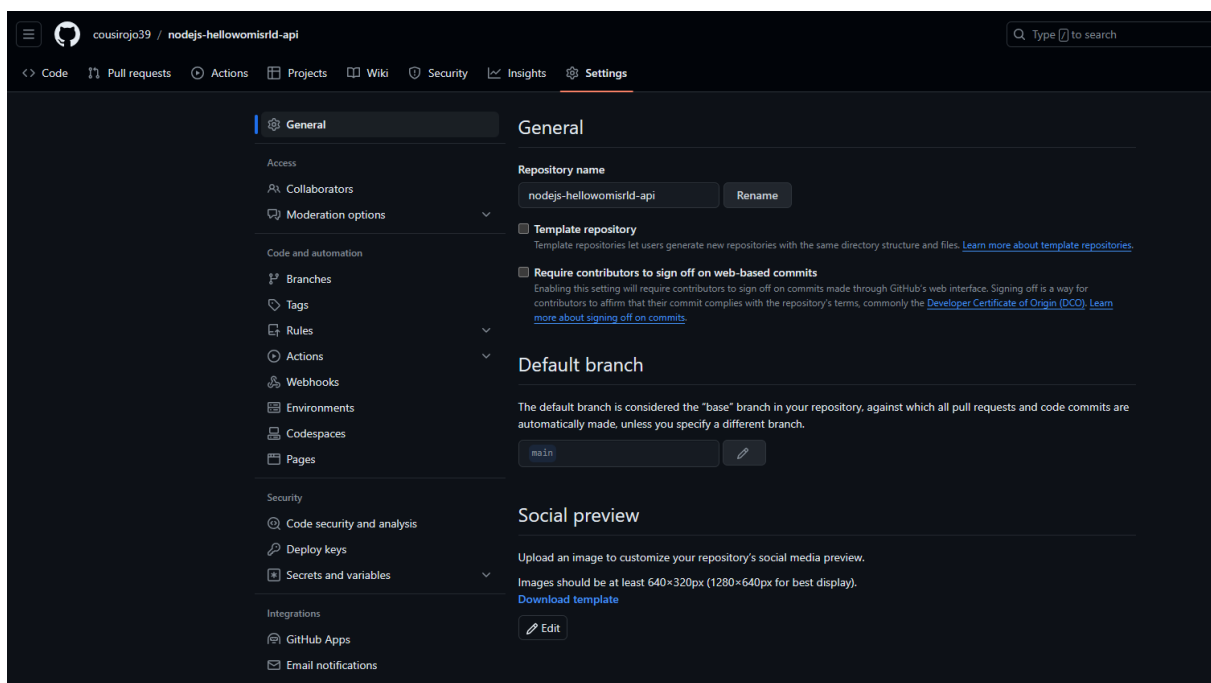 cousirojo39 / nodejs-hellowomisrld-api
Type / to search
<> Code Pull requests Actions Projects Wiki Security Insights Settings
General
Access
Collaborators
Moderation options
Code and automation
Branches
Tags
Rules
Actions
Webhooks
Environments
Codespaces
Pages
Security
Code security and analysis
Deploy keys
Secrets and variables
Integrations
GitHub Apps
Email notifications
General
Repository name
nodejs-hellowomisrld-api Rename
Template repository
Template repositories let users generate new repositories with the same directory structure and files. Learn more about template repositories.
Require contributors to sign off on web-based commits
Enabling this setting will require contributors to sign off on commits made through GitHub's web interface. Signing off is a way for
contributors to affirm that their commit complies with the repository's terms, commonly the Developer Certificate of Origin (DCO). Learn
more about signing off on commits.
Default branch
The default branch is considered the “base” branch in your repository, against which all pull requests and code commits are
automatically made, unless you specify a different branch.
main
Social preview
Upload an image to customize your repository's social media preview.
Images should be at least 640×320px (1280×640px for best display).
Download template
Edit